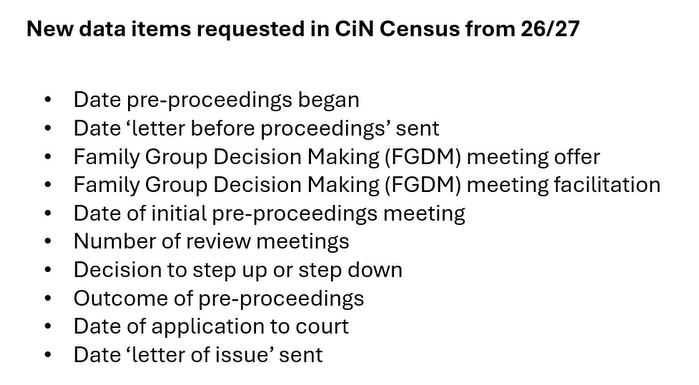 New data items requested in CiN Census from 26/27
• Date pre-proceedings began
• Date ‘letter before proceedings’ sent
• Family Group Decision Making (FGDM) meeting offer
• Family Group Decision Making (FGDM) meeting facilitation
• Date of initial pre-proceedings meeting
• Number of review meetings
• Decision to step up or step down
• Outcome of pre-proceedings
• Date of application to court
• Date ‘letter of issue’ sent